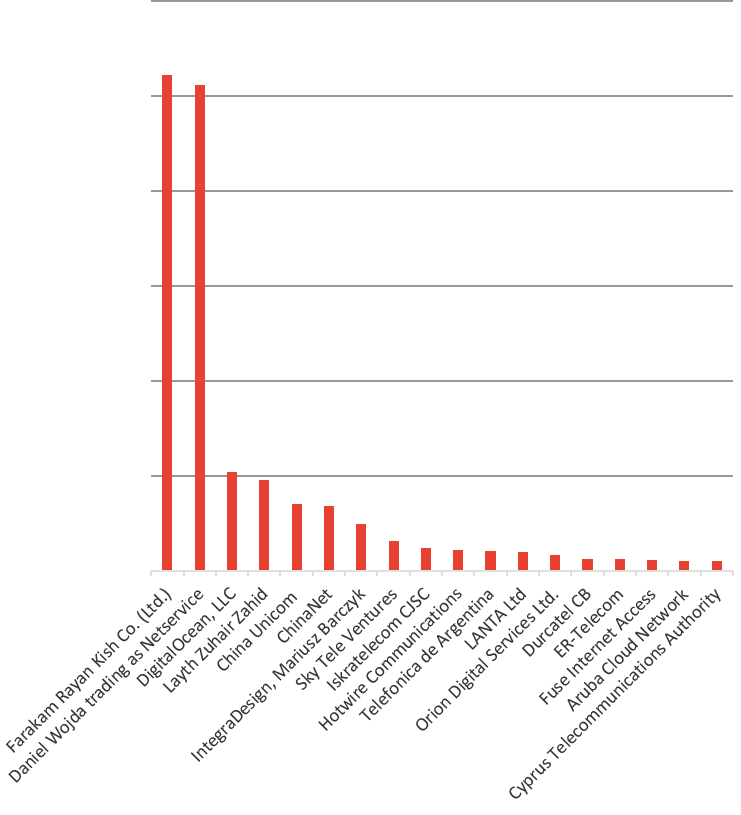 Farakam Rayan Kish Co. (Ltd.)
Daniel Wojda trading as Netservice
DigitalOcean, LLC
Layth Zuhair Zahid
China Unicom
ChinaNet
IntegraDesign, Mariusz Barczyk
Sky Tele Ventures
Iskratelecom CJSC
Hotwire Communications
Telefonica de Argentina
LANTA Ltd
Orion Digital Services Ltd.
Durcatel CB
ER-Telecom
Fuse Internet Access
Aruba Cloud Network
Cyprus Telecommunications Authority